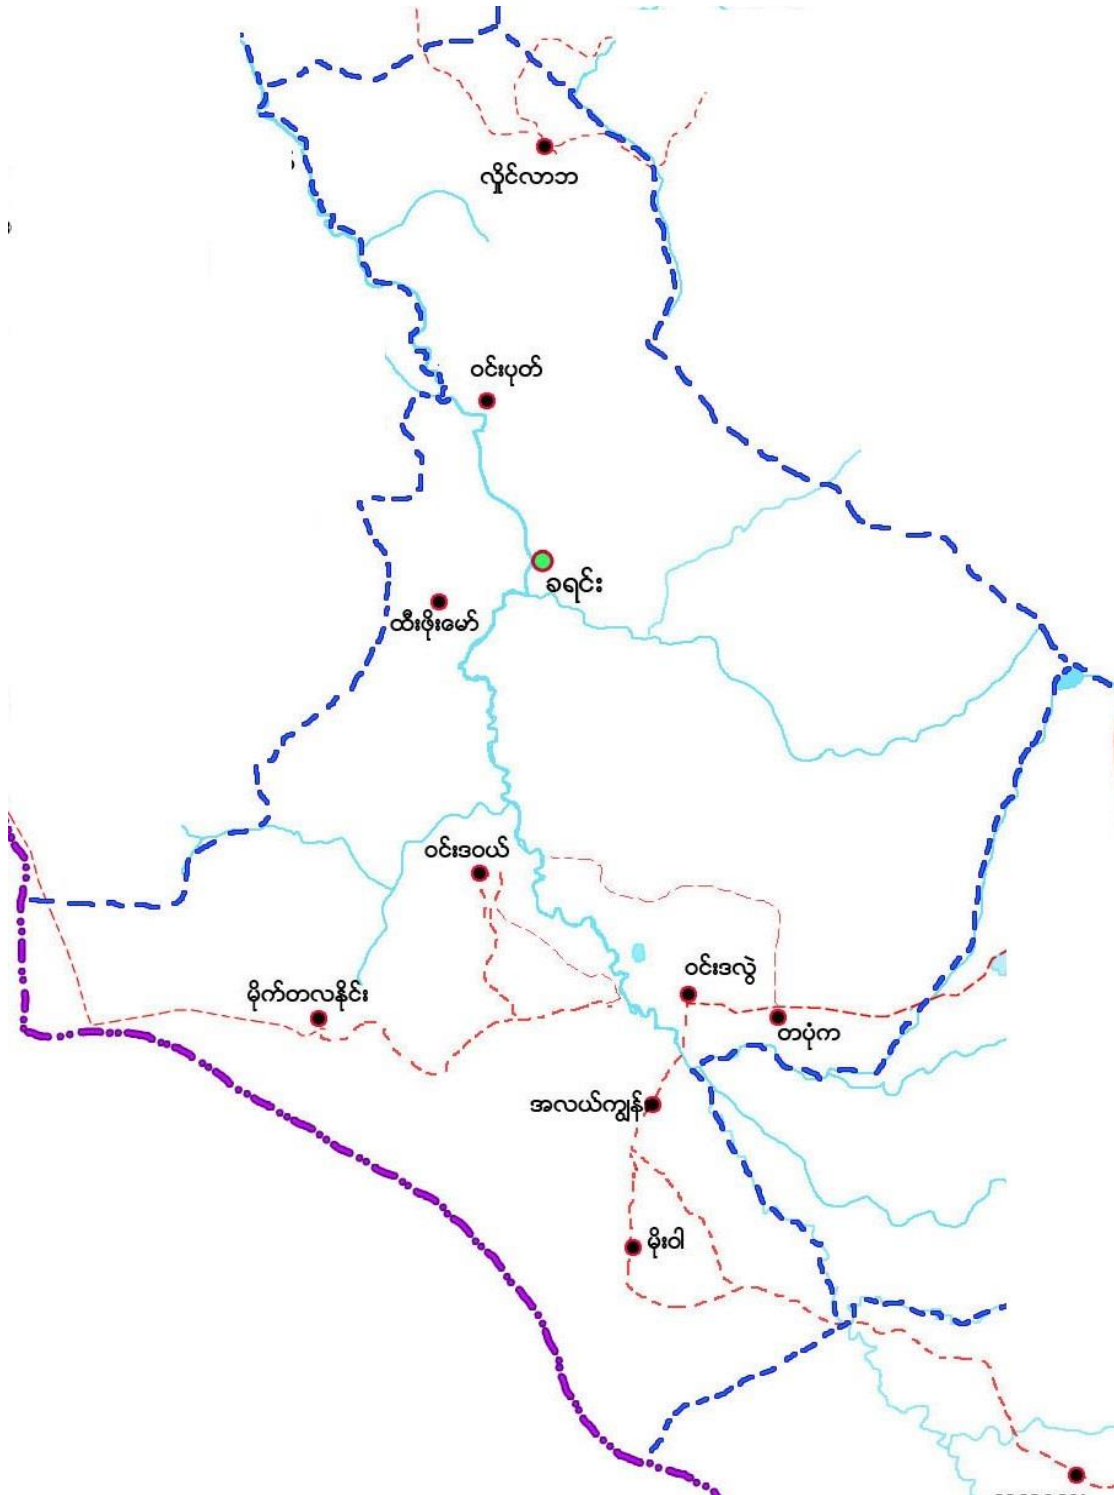 လှိုင်လာဘ
ဝင်းပုတ်
ခရင်း
ထီးဖိုးမော်
ဝင်းဒဝယ်
ဝင်းဒလွဲ
မိုက်တလနိုင်း
တပုံက
အလယ်ကျွန်
မိုးဝါ